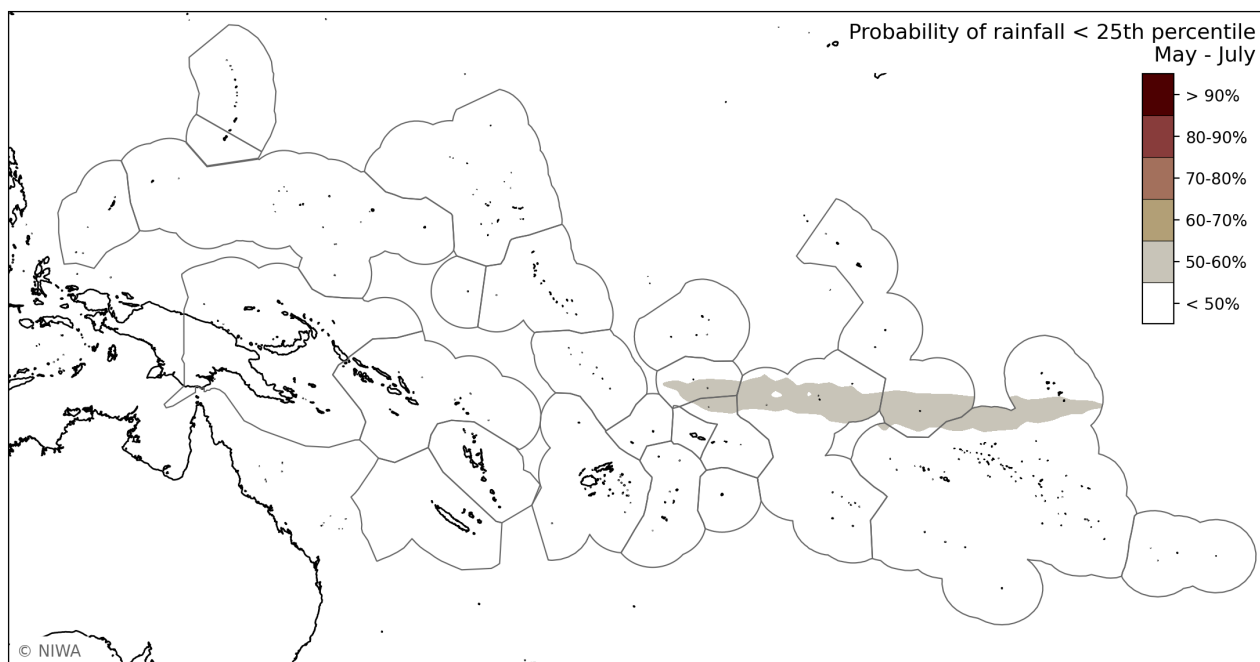 Probability of rainfall < 25th percentile
May - July
> 90%
80-90%
70-80%
60-70%
50-60%
< 50%
© NIWA